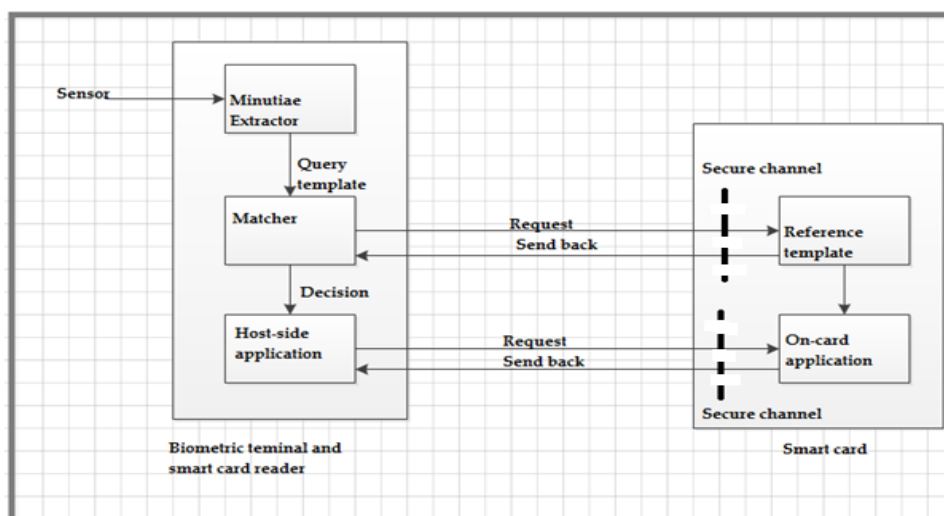 Sensor
Minutiae
Extractor
Query
template
Matcher
Decision
Host-side
application
Biometric teminal and
smart card reader
Request
Send back
Request
Send back
Secure channel
Reference
template
On-card
application
Secure channel
Smart card